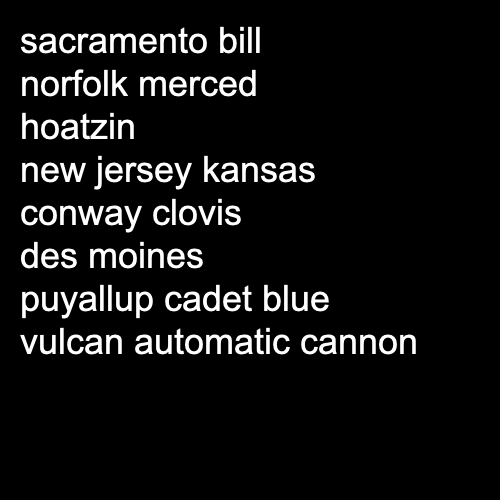 sacramento bill
norfolk merced
hoatzin
new jersey kansas
conway clovis
des moines
puyallup cadet blue
vulcan automatic cannon